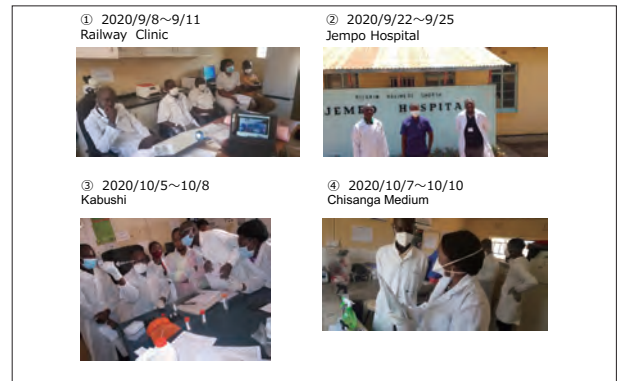 ① 2020/9/8～9/11
Railway Clinic
② 2020/9/22～9/25
Jempo Hospital
JEMPO HOSPITA
③ 2020/10/5～10/8
Kabushi
④ 2020/10/7～10/10
Chisanga Medium